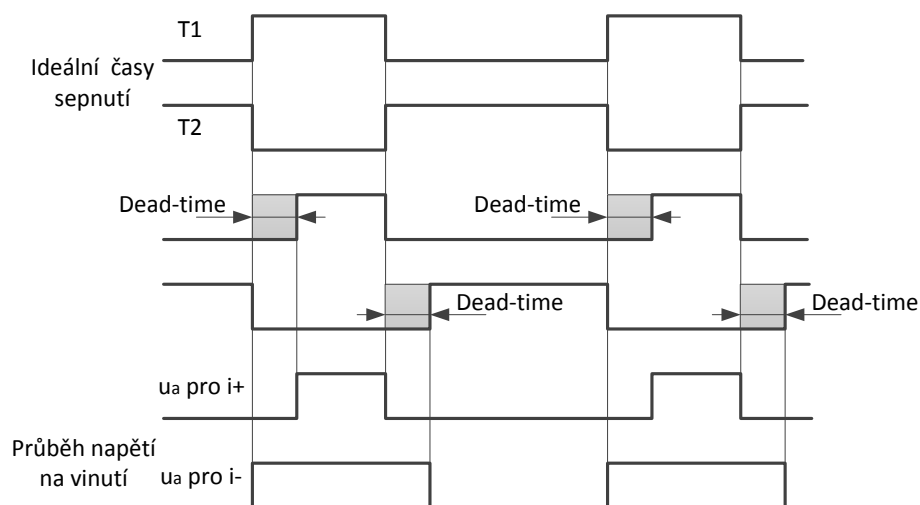 T1
Ideální časy
sepnutí
T2
Dead-time
Dead-time
Dead-time
Dead-time
ua pro i+
Průběh napětí
na vinutí
ua pro i-